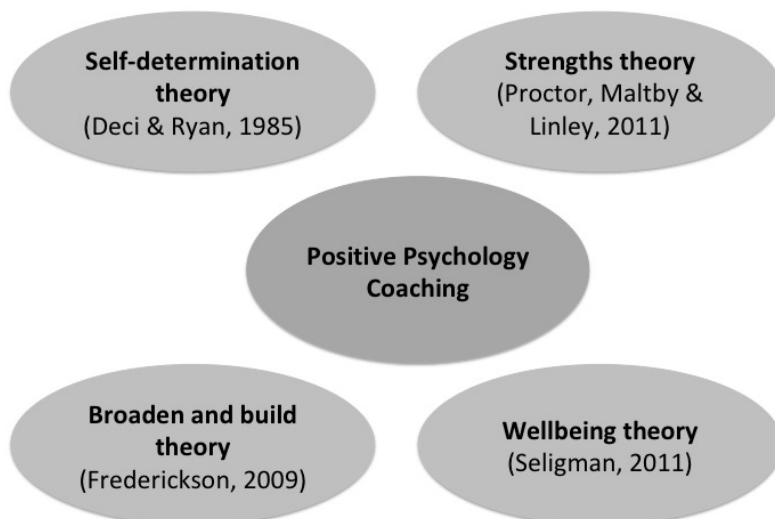 Self-determination
theory
(Deci & Ryan, 1985)
Strengths theory
(Proctor, Maltby &
Linley, 2011)
Positive Psychology
Coaching
Broaden and build
theory
(Frederickson, 2009)
Wellbeing theory
(Seligman, 2011)